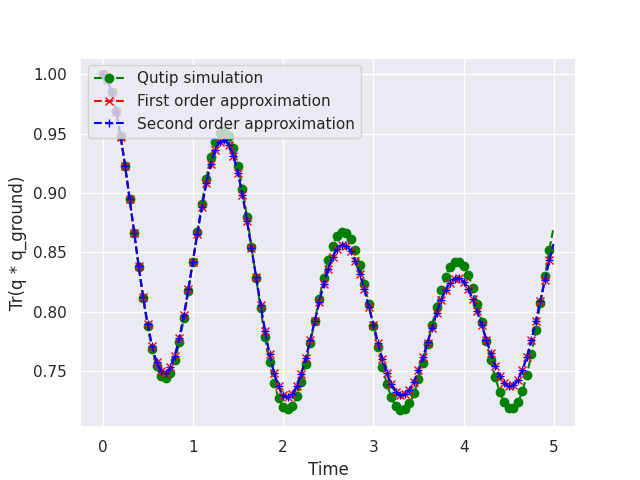 1.00
0.95
0.90
0.85
0.80
0.75
Tr(q * q_ground)
Qutip simulation
First order approximation
Second order approximation
0 1 2 3 4 5
Time